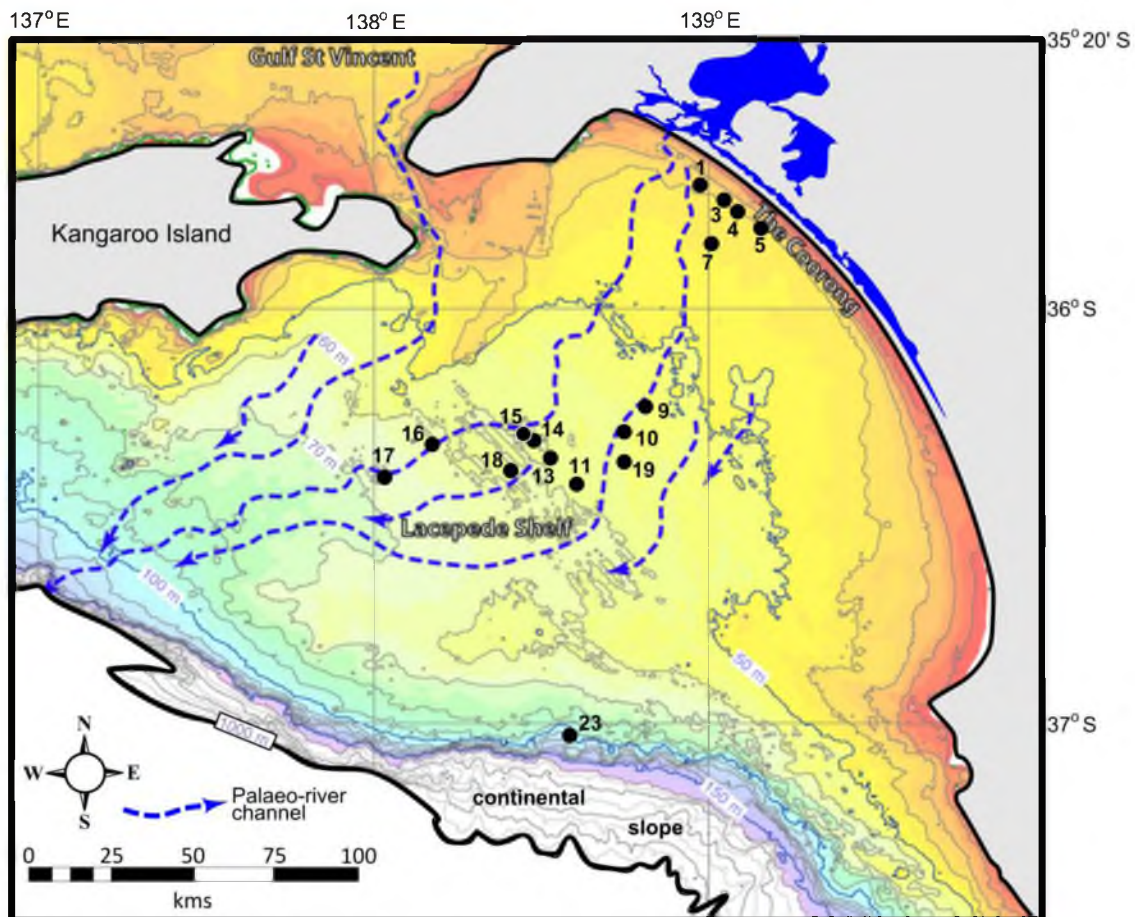 137° E
138° E
139° E
35° 20' S
Gulf St Vincent
1
3
4
5
7
The Coorong
Kangaroo Island
36° S
60 m
9
15
14
10
16
17
70 m
18
13
11
19
Lacepede Shelf
100 m
50 m
23
37° S
1000 m
N
W
E
S
150 m
continental
slope
Palaeo-river
channel
0 25 50 75 100
kms